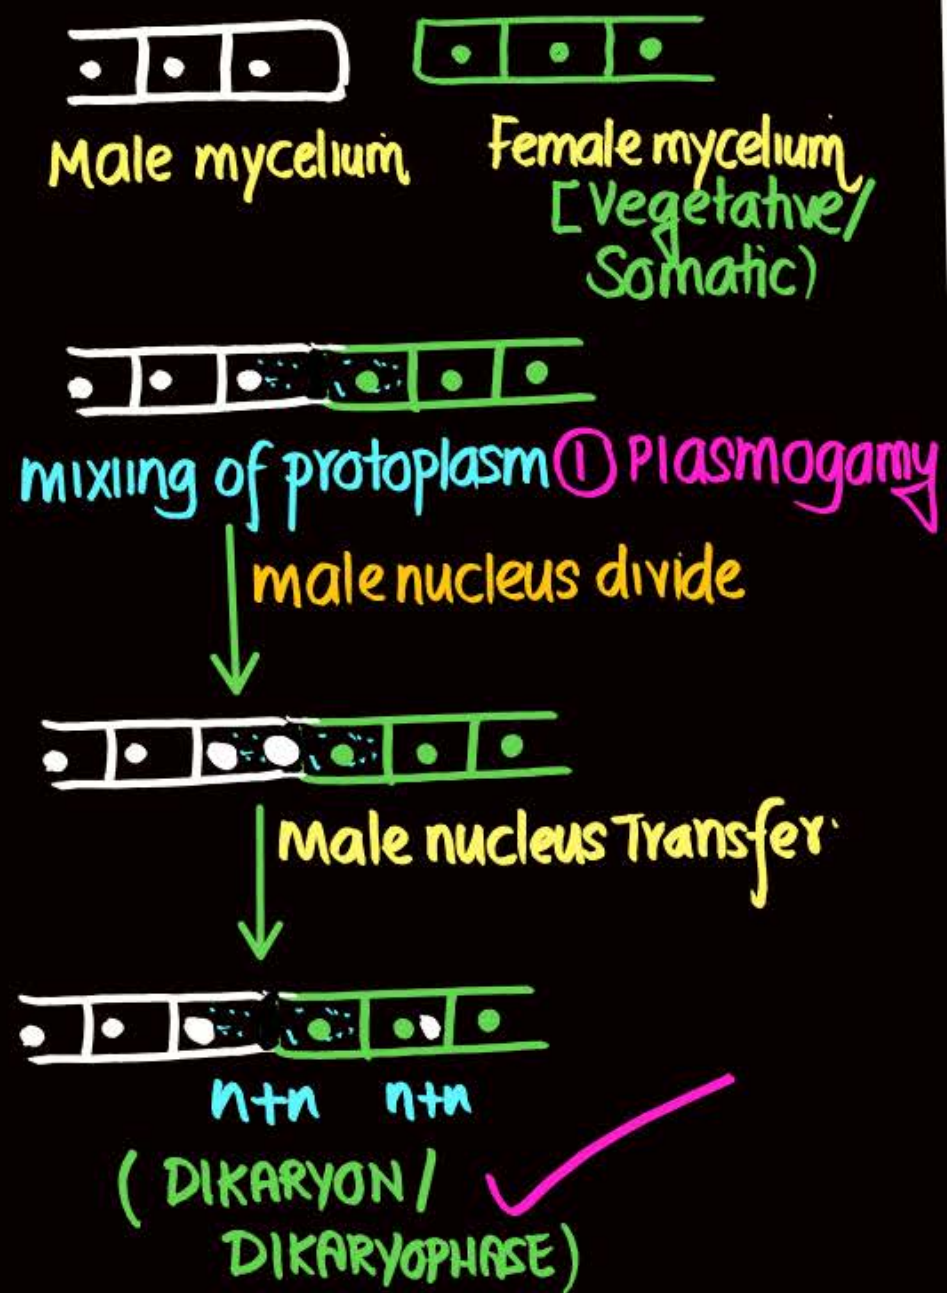 Male mycelium
Female mycelium
[Vegetative/
Somatic)
mixiing of protoplasm ① Plasmogamy
male nucleus divide
Male nucleus Transfer
n+n n+n
( DIKARYON /
DIKARYOPHASE)